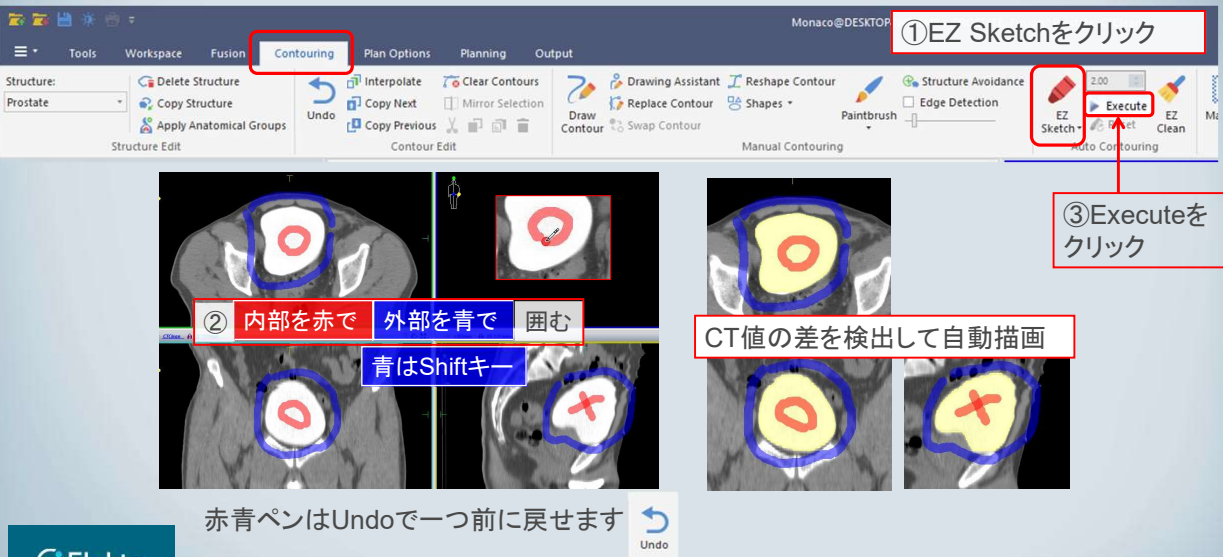 Monaco@DESKTOP
①EZ Sketchをクリック
Tools Workspace Fusion Contouring Plan Options Planning Output
Structure:
Prostate
Delete Structure
Copy Structure
Apply Anatomical Groups
Structure Edit
Undo
Interpolate
Copy Next
Copy Previous
Clear Contours
Mirror Selection
Contour Edit
Draw
Contour
Drawing Assistant
Replace Contour
Swap Contour
Reshape Contour
Shapes
Paintbrush
Structure Avoidance
Edge Detection
Manual Contouring
EZ
Sketch
2.00
Execute
Reset
EZ
Clean
Auto Contouring
③Executeを
クリック
② 内部を赤で 外部を青で 囲む
青はShiftキー
CT値の差を検出して自動描画
赤青ペンはUndoで一つ前に戻せます
Undo